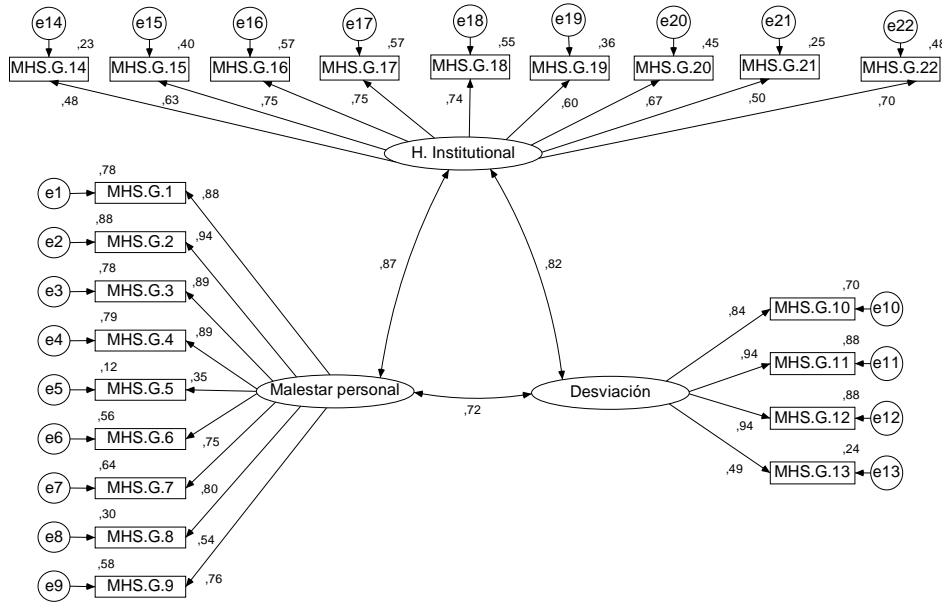 e14 e15 e16 e17 e18 e19 e20 e21 e22
,23 ,40 ,57 ,57 ,55 ,36 ,45 ,25 ,48
MHS.G.14 MHS.G.15 MHS.G.16 MHS.G.17 MHS.G.18 MHS.G.19 MHS.G.20 MHS.G.21 MHS.G.22
,48 ,63 ,75 ,75 ,74 ,60 ,67 ,50 ,70
H. Institutional
,78
e1 MHS.G.1 ,88
,88
e2 MHS.G.2 ,94
,78
e3 MHS.G.3 ,89
,79
e4 MHS.G.4 ,89
,12
e5 MHS.G.5 ,35
,56
e6 MHS.G.6 ,75
,64
e7 MHS.G.7 ,80
,30
e8 MHS.G.8 ,54
,58
e9 MHS.G.9 ,76
,87 ,82
Malestar personal
,72
Desviación
,70
,84 MHS.G.10 e10
,88
,94 MHS.G.11 e11
,88
,94 MHS.G.12 e12
,24
,49 MHS.G.13 e13